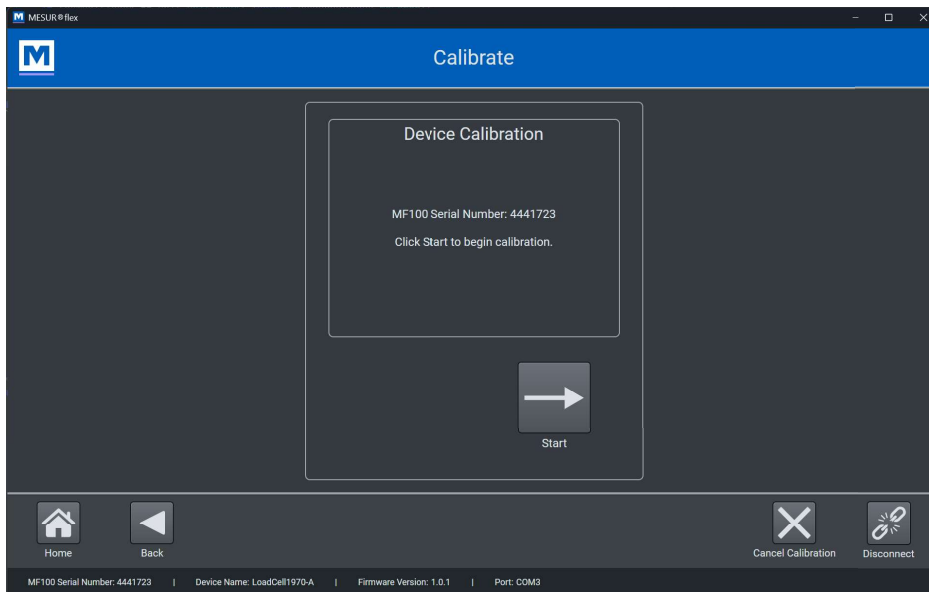 M MESUR®flex
M
Calibrate
Device Calibration
MF100 Serial Number: 4441723
Click Start to begin calibration.
Start
Home
Back
Cancel Calibration
Disconnect
MF100 Serial Number: 4441723 | Device Name: LoadCell1970-A | Firmware Version: 1.0.1 | Port: COM3